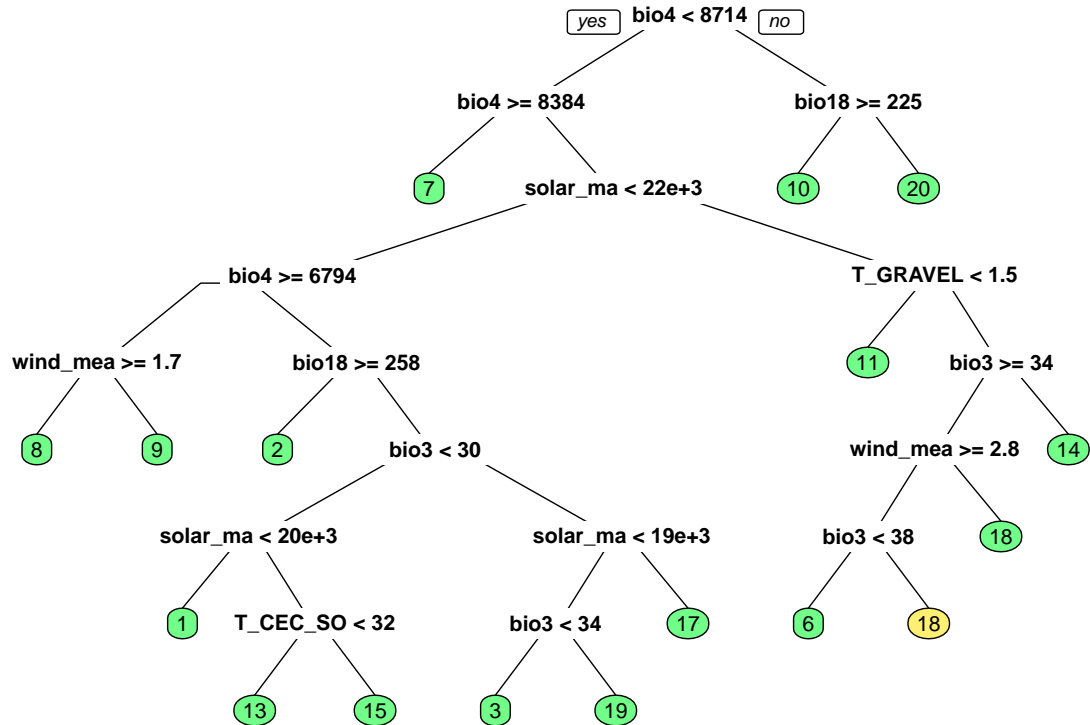 yes bio4 < 8714 no
bio4 >= 8384 bio18 >= 225
7 solar_ma < 22e+3 10 20
bio4 >= 6794 T_GRAVEL < 1.5
wind_mea >= 1.7 bio18 >= 258 11 bio3 >= 34
8 9 2 bio3 < 30 wind_mea >= 2.8 14
solar_ma < 20e+3 solar_ma < 19e+3 bio3 < 38 18
1 T_CEC_SO < 32 bio3 < 34 17 6 18
13 15 3 19